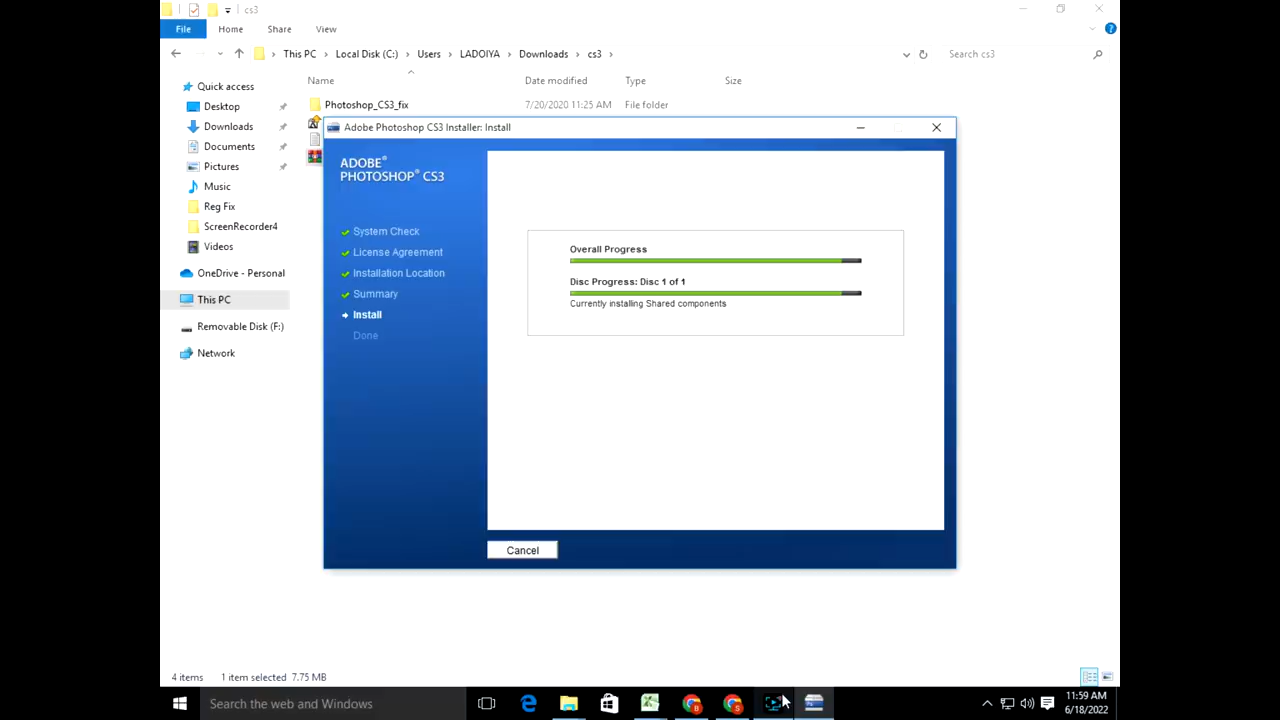 cs3
File Home Share View
This PC Local Disk (C:) Users LADOIYA Downloads cs3 Search cs3
Name Date modified Type Size
Photoshop_CS3_fix 7/20/2020 11:25 AM File folder
Quick access
Desktop
Downloads
Documents
Pictures
Music
Reg Fix
ScreenRecorder4
Videos
OneDrive - Personal
This PC
Removable Disk (F:)
Network
Adobe Photoshop CS3 Installer: Install
ADOBE®
PHOTOSHOP® CS3
System Check
License Agreement
Installation Location
Summary
Install
Done
Overall Progress
Disc Progress: Disc 1 of 1
Currently installing Shared components
Cancel
4 items 1 item selected 7.75 MB
Search the web and Windows
11:59 AM
6/18/2022